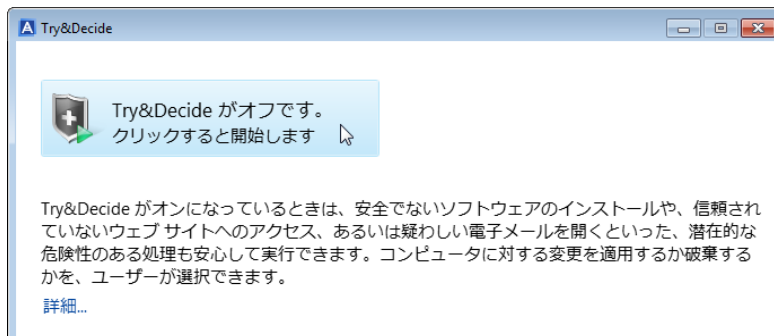 Try&Decide
Try&Decide がオフです。
クリックすると開始します
Try&Decide がオンになっているときは、安全でないソフトウェアのインストールや、信頼され
ていないウェブ サイトへのアクセス、あるいは疑わしい電子メールを開くといった、潜在的な
危険性のある処理も安心して実行できます。コンピュータに対する変更を適用するか破棄する
かを、ユーザーが選択できます。
詳細...